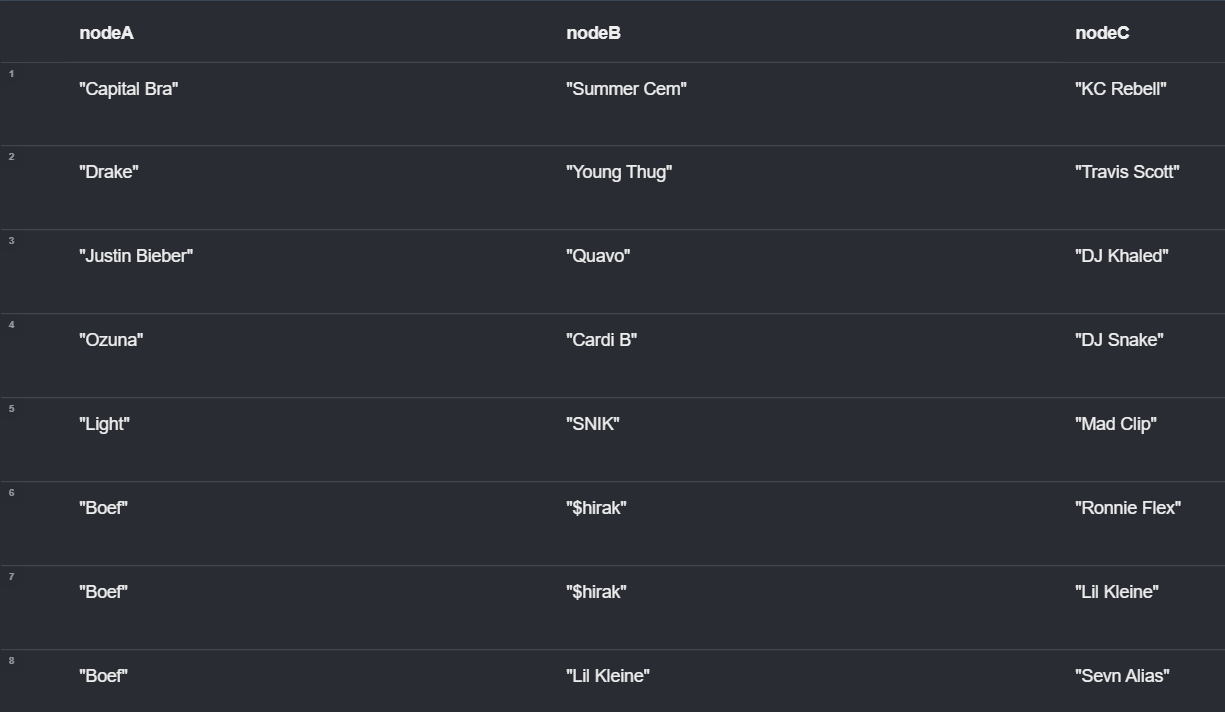 nodeA nodeB nodeC
1 "Capital Bra" "Summer Cem" "KC Rebell"
2 "Drake" "Young Thug" "Travis Scott"
3 "Justin Bieber" "Quavo" "DJ Khaled"
4 "Ozuna" "Cardi B" "DJ Snake"
5 "Light" "SNIK" "Mad Clip"
6 "Boef" "$hirak" "Ronnie Flex"
7 "Boef" "$hirak" "Lil Kleine"
8 "Boef" "Lil Kleine" "Sevn Alias"